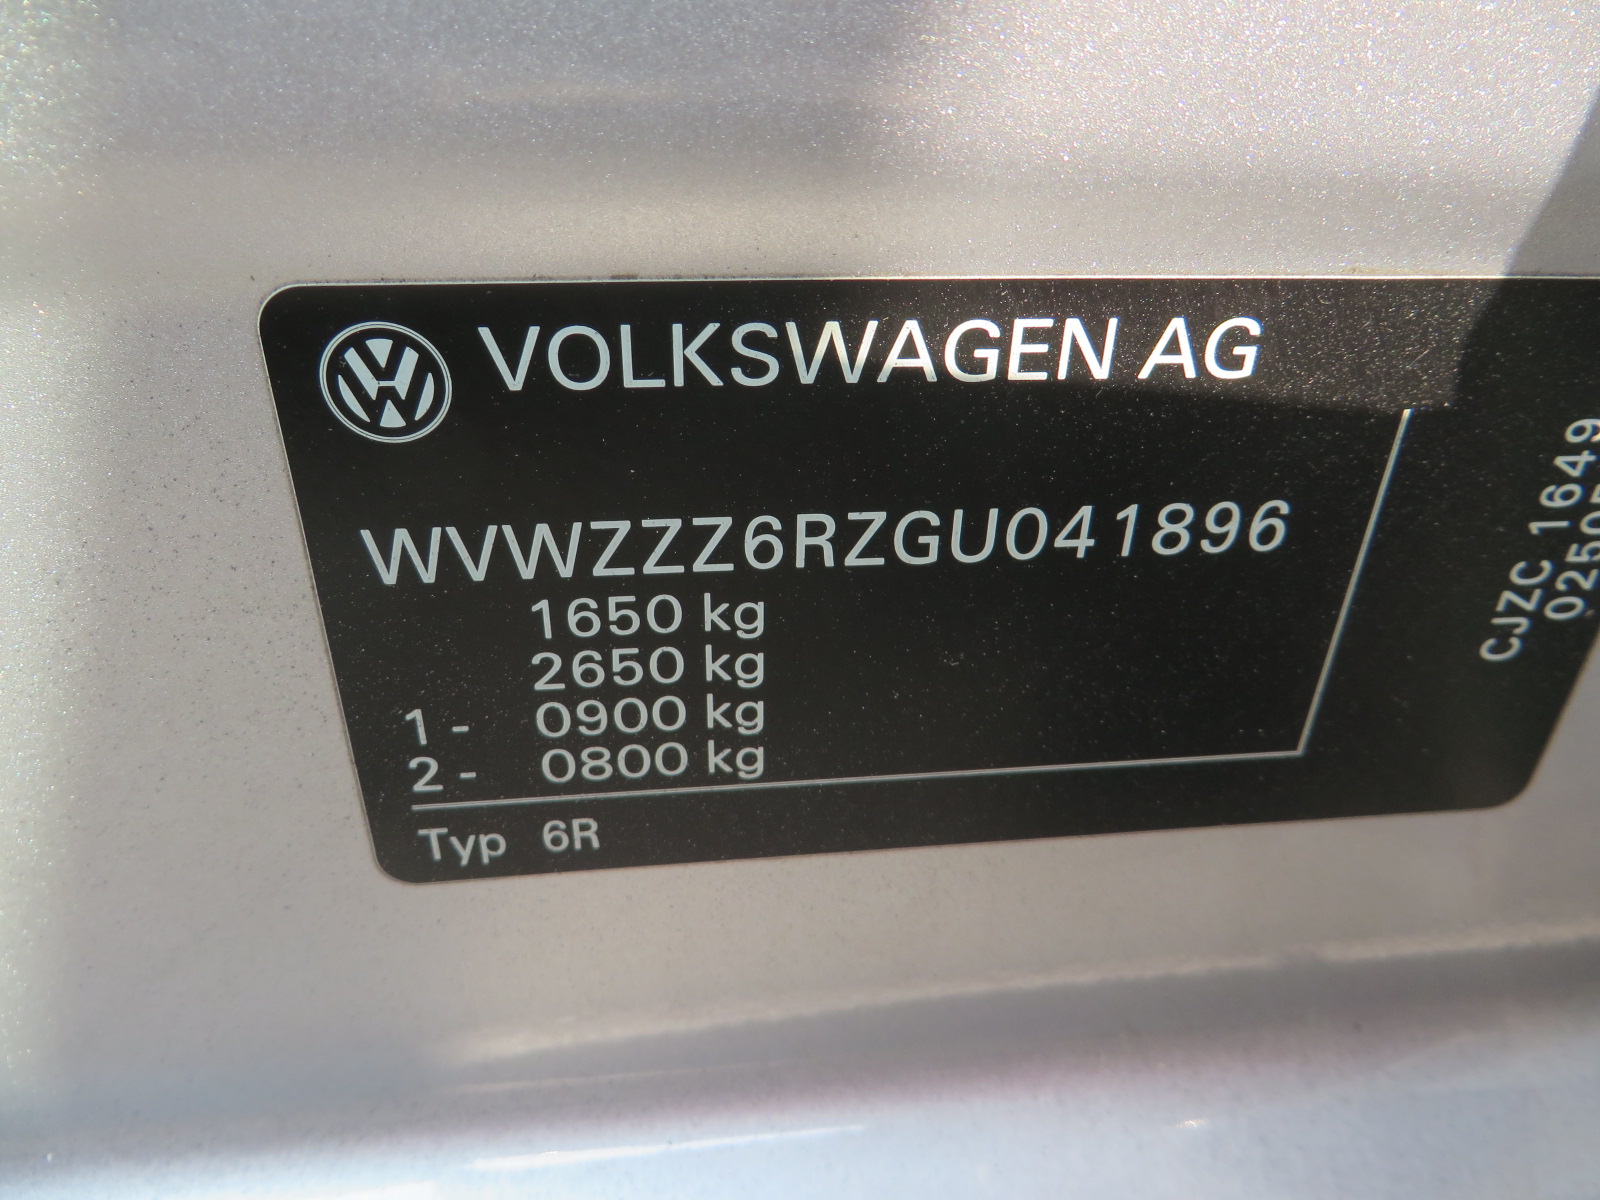 VOLKSWAGEN AG
WVWZZZ6RZGU041896
1650 kg
2650 kg
1 - 0900 kg
2 - 0800 kg
Typ 6R
CJZC 1649